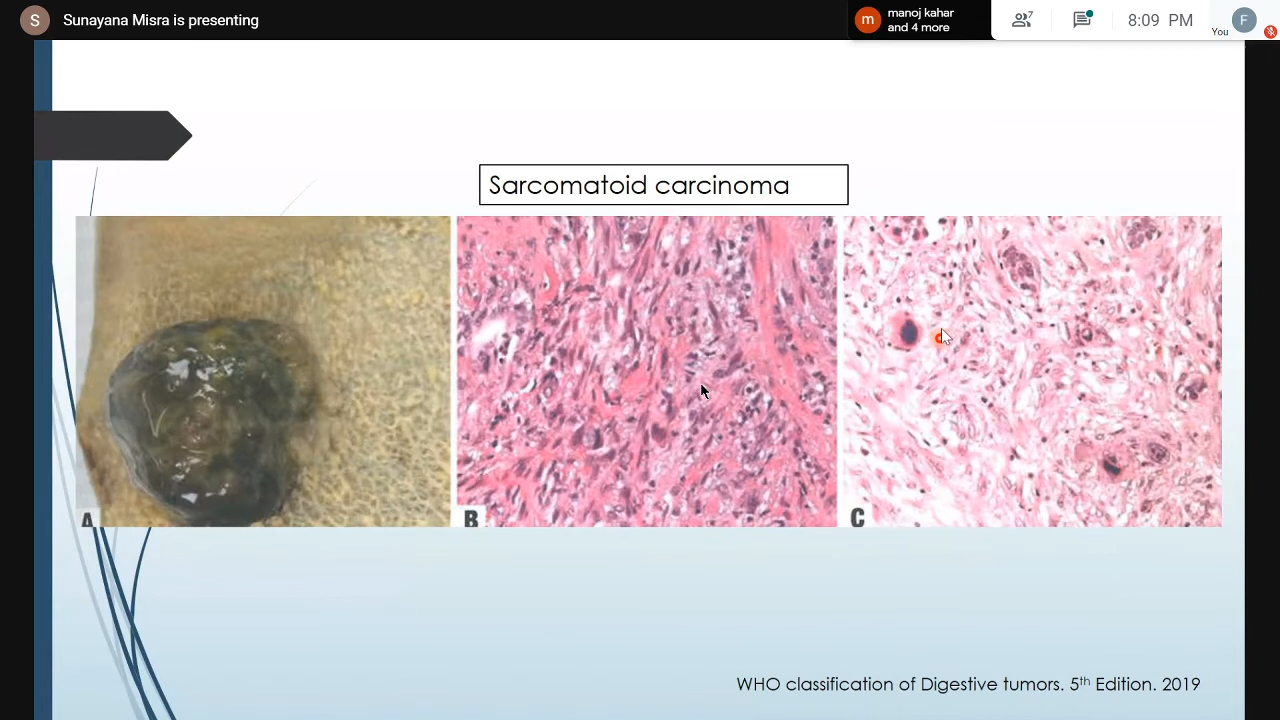 S Sunayana Misra is presenting
m manoj kahar
and 4 more
7
8:09 PM
You F
Sarcomatoid carcinoma
A B C
WHO classification of Digestive tumors. 5th Edition. 2019